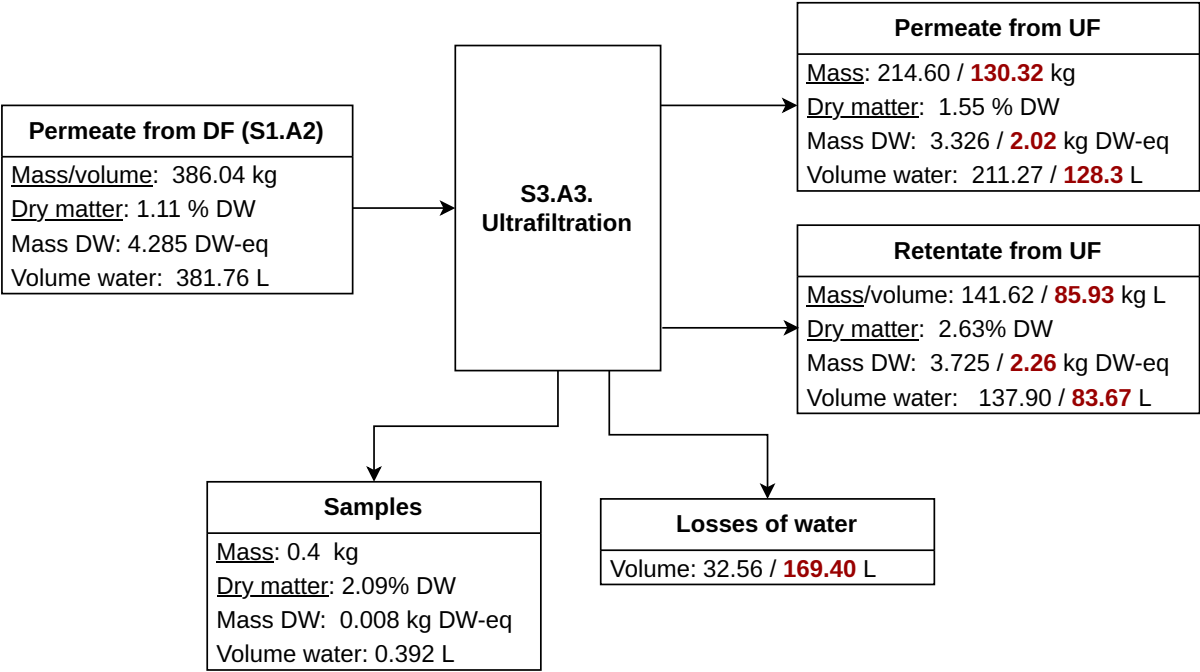 Permeate from DF (S1.A2)
Mass/volume: 386.04 kg
Dry matter: 1.11 % DW
Mass DW: 4.285 DW-eq
Volume water: 381.76 L
S3.A3.
Ultrafiltration
Permeate from UF
Mass: 214.60 / 130.32 kg
Dry matter: 1.55 % DW
Mass DW: 3.326 / 2.02 kg DW-eq
Volume water: 211.27 / 128.3 L
Retentate from UF
Mass/volume: 141.62 / 85.93 kg L
Dry matter: 2.63% DW
Mass DW: 3.725 / 2.26 kg DW-eq
Volume water: 137.90 / 83.67 L
Samples
Mass: 0.4 kg
Dry matter: 2.09% DW
Mass DW: 0.008 kg DW-eq
Volume water: 0.392 L
Losses of water
Volume: 32.56 / 169.40 L